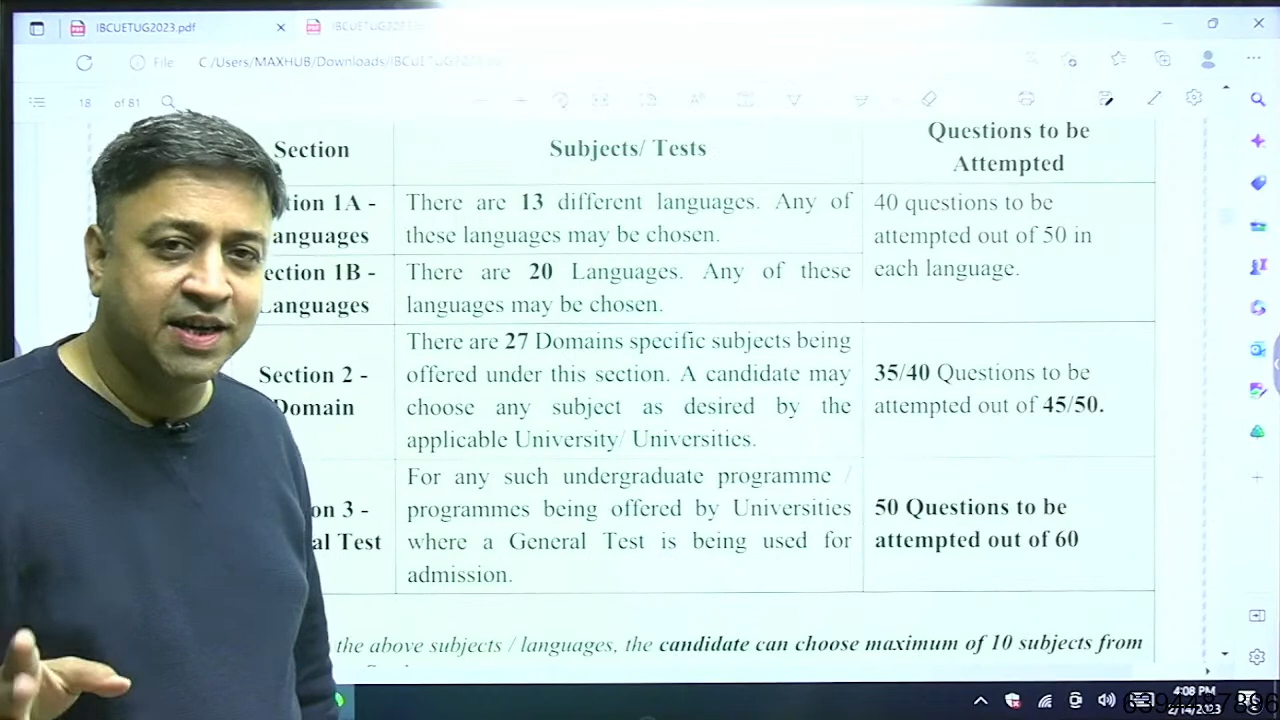 IBCUETUG2023.pdf
File C:/Users/MAXHUB/Downloads/IBCUETUG2023
18 of 81
Section Subjects/ Tests Questions to be
Attempted
tion 1A -
anguages
There are 13 different languages. Any of
these languages may be chosen.
40 questions to be
attempted out of 50 in
each language.
ection 1B -
Languages
There are 20 Languages. Any of these
languages may be chosen.
Section 2 -
Domain
There are 27 Domains specific subjects being
offered under this section. A candidate may
choose any subject as desired by the
applicable University/ Universities.
35/40 Questions to be
attempted out of 45/50.
on 3 -
al Test
For any such undergraduate programme /
programmes being offered by Universities
where a General Test is being used for
admission.
50 Questions to be
attempted out of 60
the above subjects / languages, the candidate can choose maximum of 10 subjects from
4:08 PM
2/14/2023